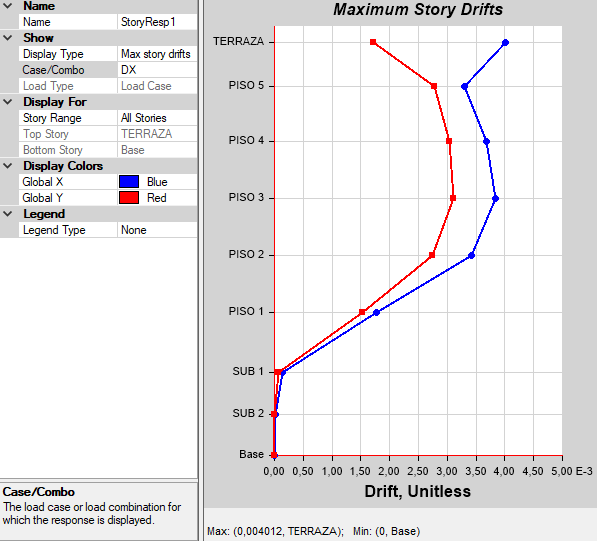 Name
Name StoryResp1
Show
Display Type Max story drifts
Case/Combo DX
Load Type Load Case
Display For
Story Range All Stories
Top Story TERRAZA
Bottom Story Base
Display Colors
Global X Blue
Global Y Red
Legend
Legend Type None
Case/Combo
The load case or load combination for
which the response is displayed.
Maximum Story Drifts
TERRAZA
PISO 5
PISO 4
PISO 3
PISO 2
PISO 1
SUB 1
SUB 2
Base
0,00 0,50 1,00 1,50 2,00 2,50 3,00 3,50 4,00 4,50 5,00 E-3
Drift, Unitless
Max: (0,004012, TERRAZA); Min: (0, Base)